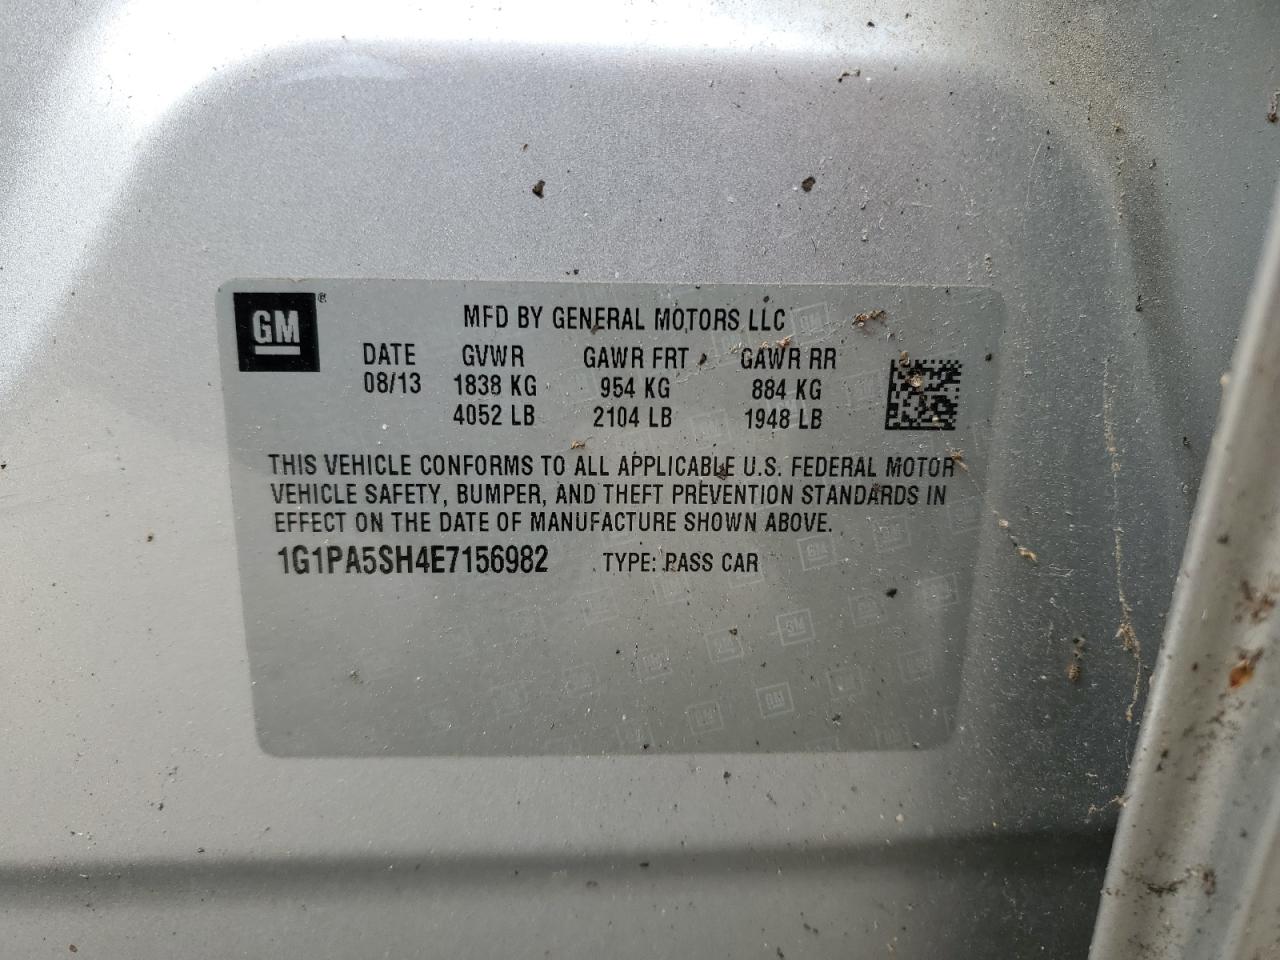 GM®
MFD BY GENERAL MOTORS LLC
DATE GVWR GAWR FRT GAWR RR
08/13 1838 KG 954 KG 884 KG
4052 LB 2104 LB 1948 LB
THIS VEHICLE CONFORMS TO ALL APPLICABLE U.S. FEDERAL MOTOR
VEHICLE SAFETY, BUMPER, AND THEFT PREVENTION STANDARDS IN
EFFECT ON THE DATE OF MANUFACTURE SHOWN ABOVE.
1G1PA5SH4E7156982 TYPE: PASS CAR